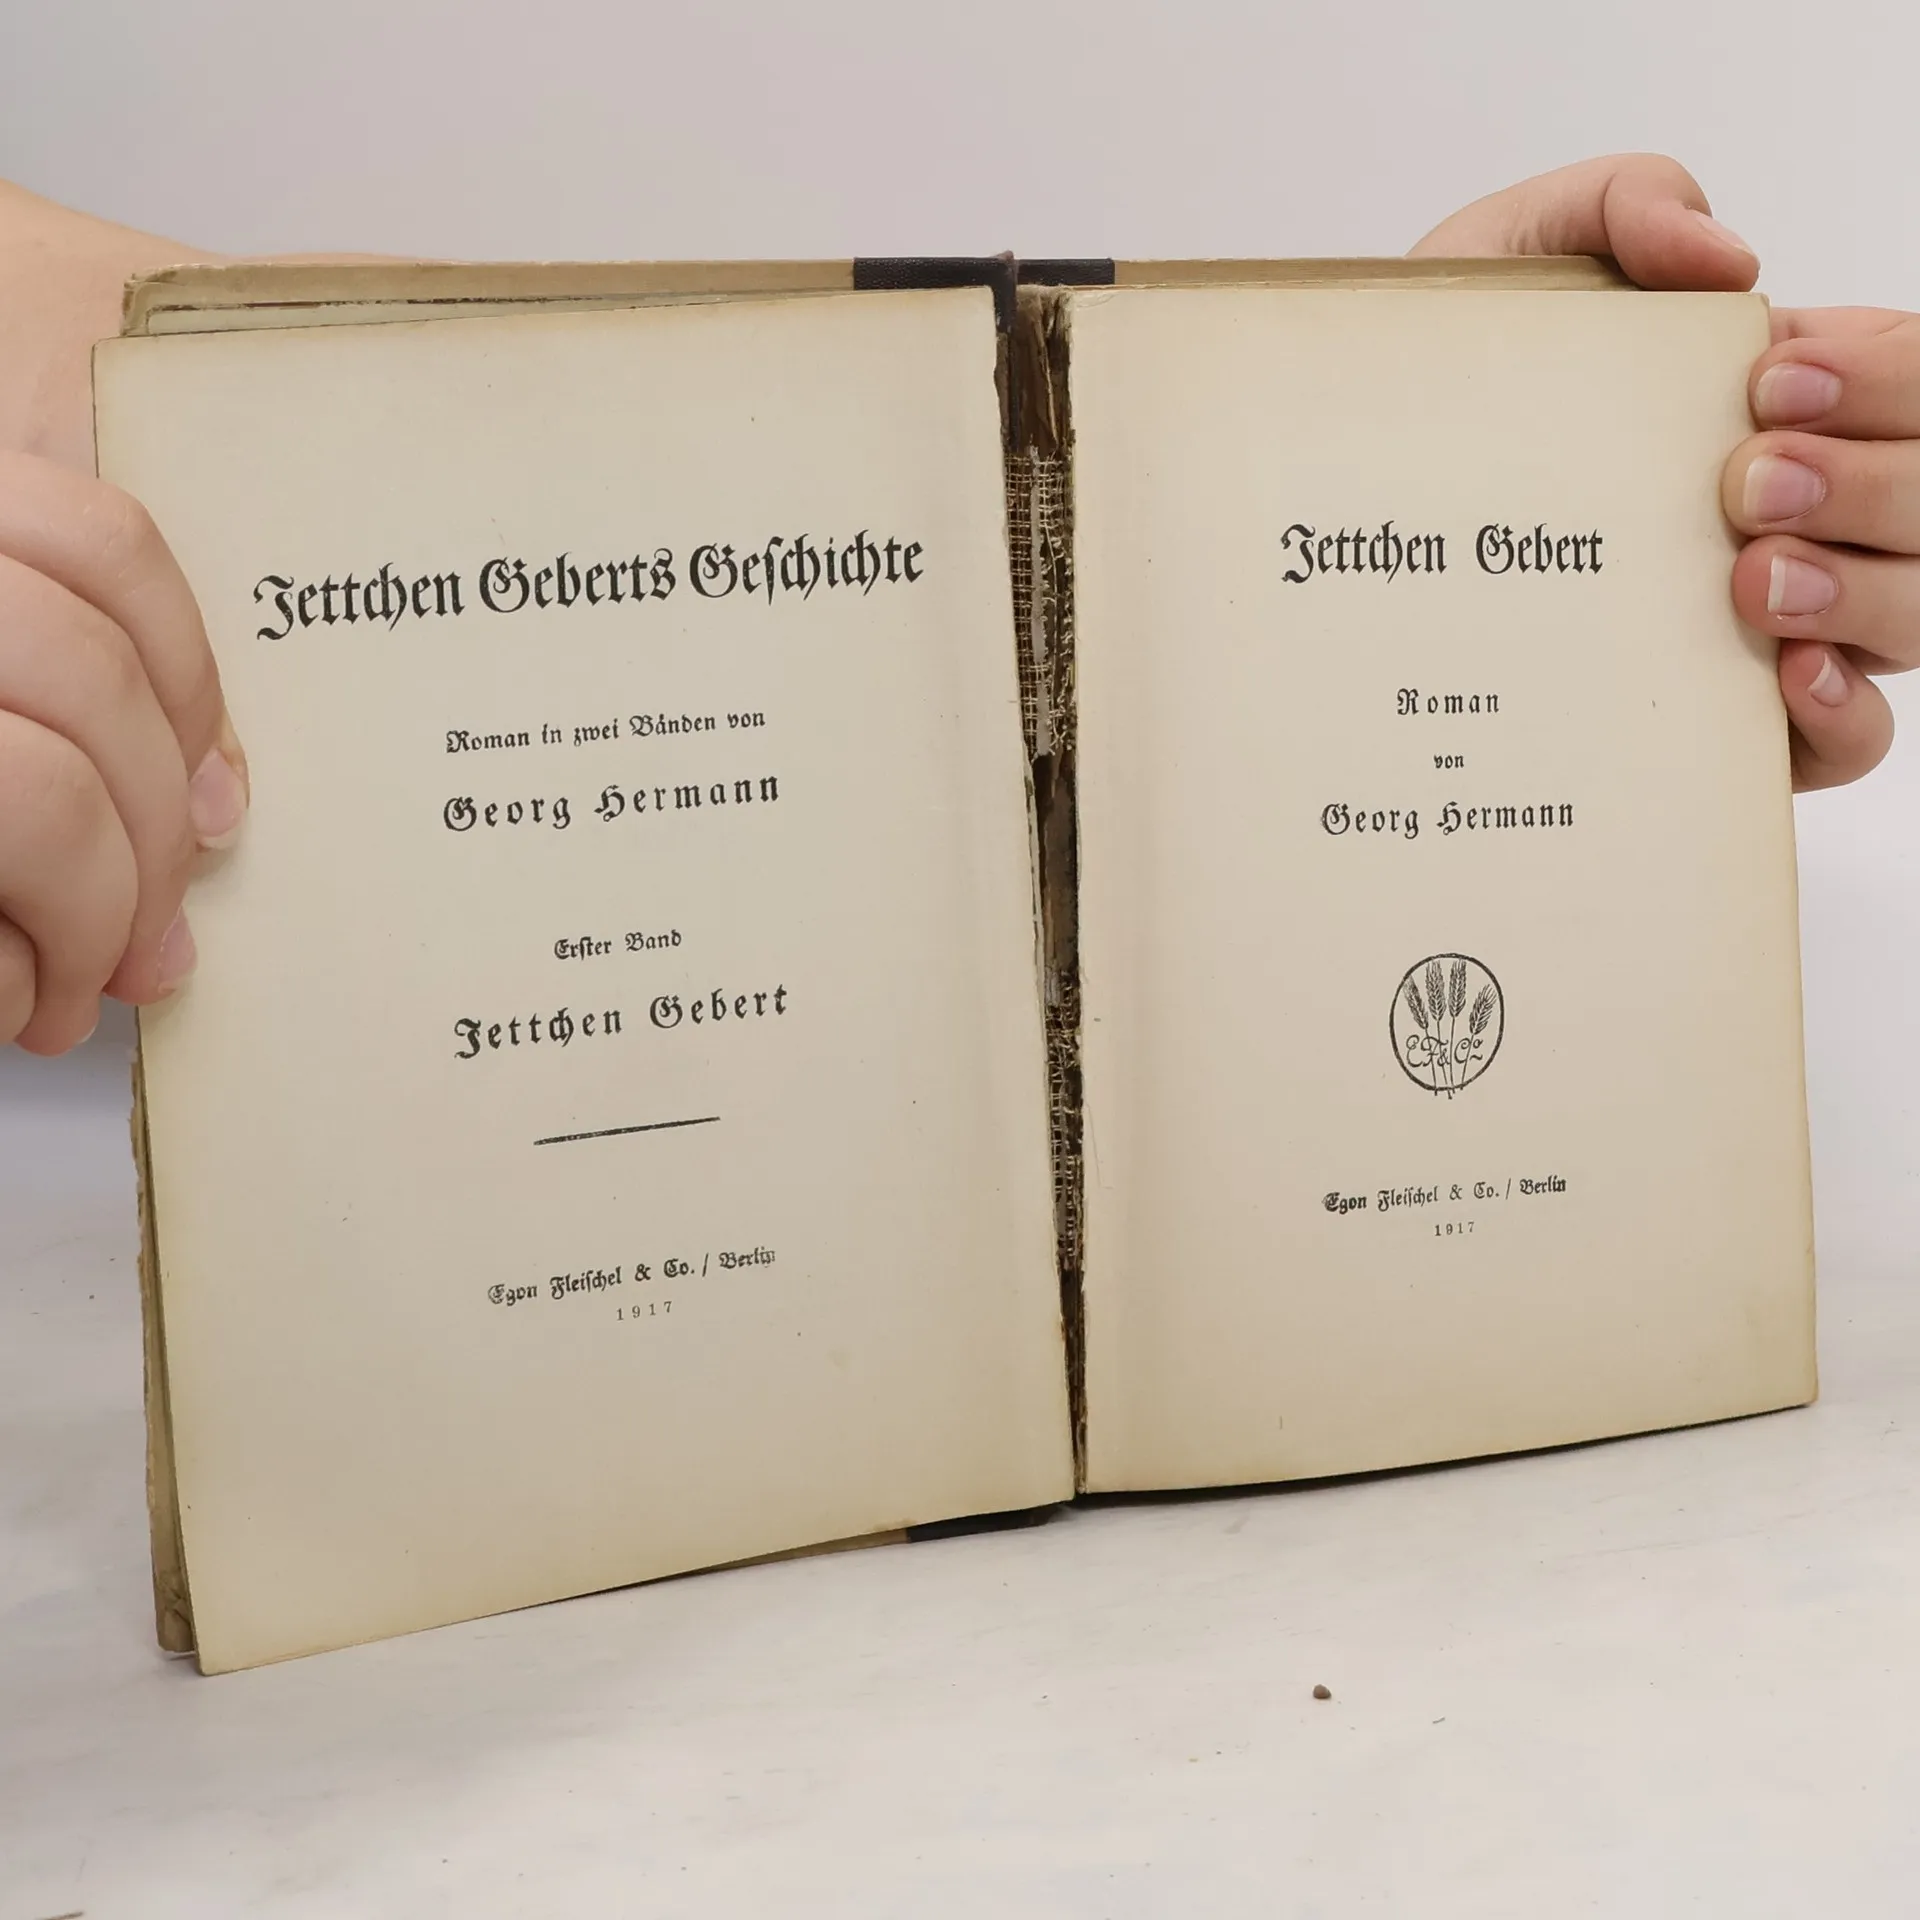 Jettchen Geberts Geſchichte
Roman in zwei Bänden von
Georg Hermann
Erſter Band
Jettchen Gebert
Egon Fleiſchel & Co. / Berlin
1917
Jettchen Gebert
Roman
von
Georg Hermann
E F & Co
Egon Fleiſchel & Co. / Berlin
1917